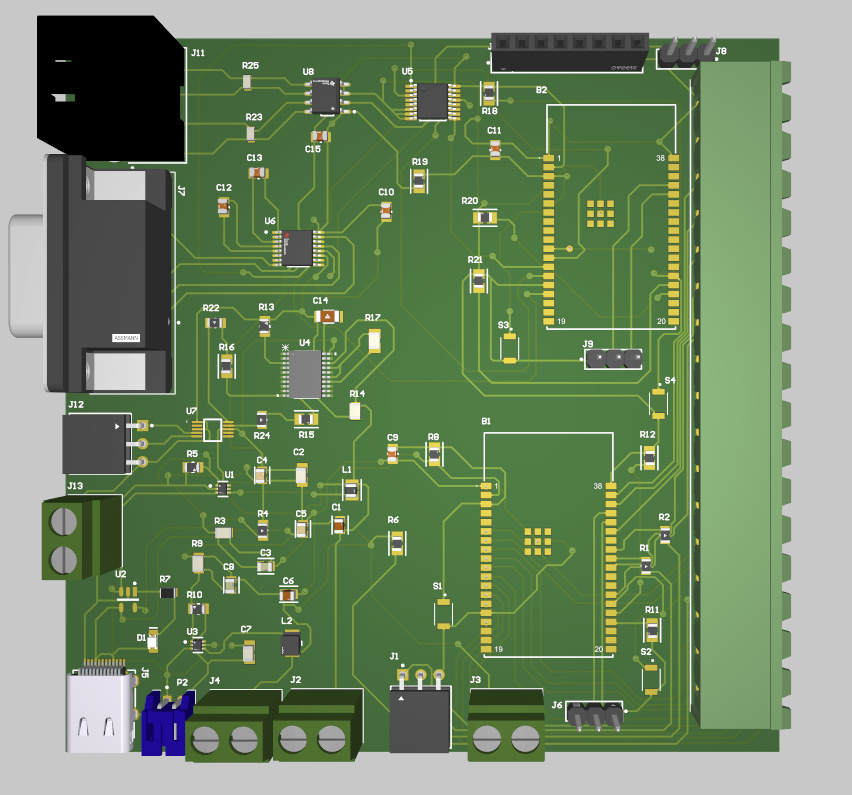 J11
J8
R25
U8
U5
B2
R18
R23
C15
C11
1
38
C13
R19
C12
C10
R20
U6
R21
J7
C14
R22
R13
R17
19
20
S3
ASSMANN
U4
J9
R16
S4
R14
J12
U7
R24
R15
B1
R12
R5
C4
C2
C9
R8
U1
L1
J13
1
38
C1
R3
R4
C5
R6
R2
R9
R1
C3
U2
R7
C8
C6
S1
R10
R11
D1
U3
C7
L2
19
20
S2
J1
J5
P2
J4
J2
J3
J6